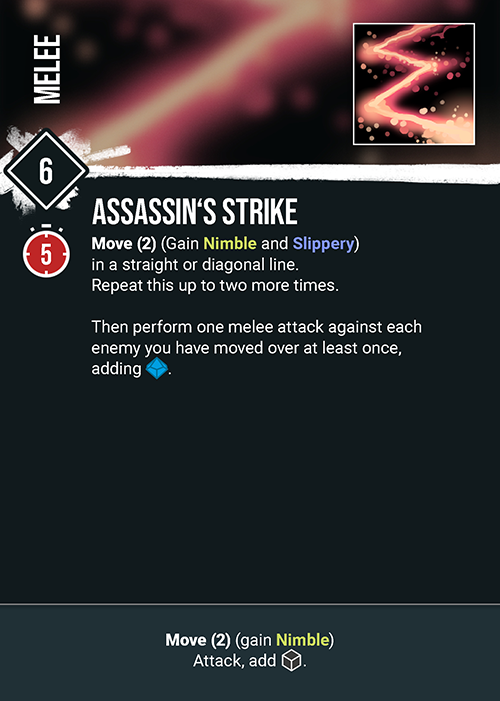 MELEE
6
ASSASSIN‘S STRIKE
5
Move (2) (Gain Nimble and Slippery)
in a straight or diagonal line.
Repeat this up to two more times.
Then perform one melee attack against each
enemy you have moved over at least once,
adding .
Move (2) (gain Nimble)
Attack, add .